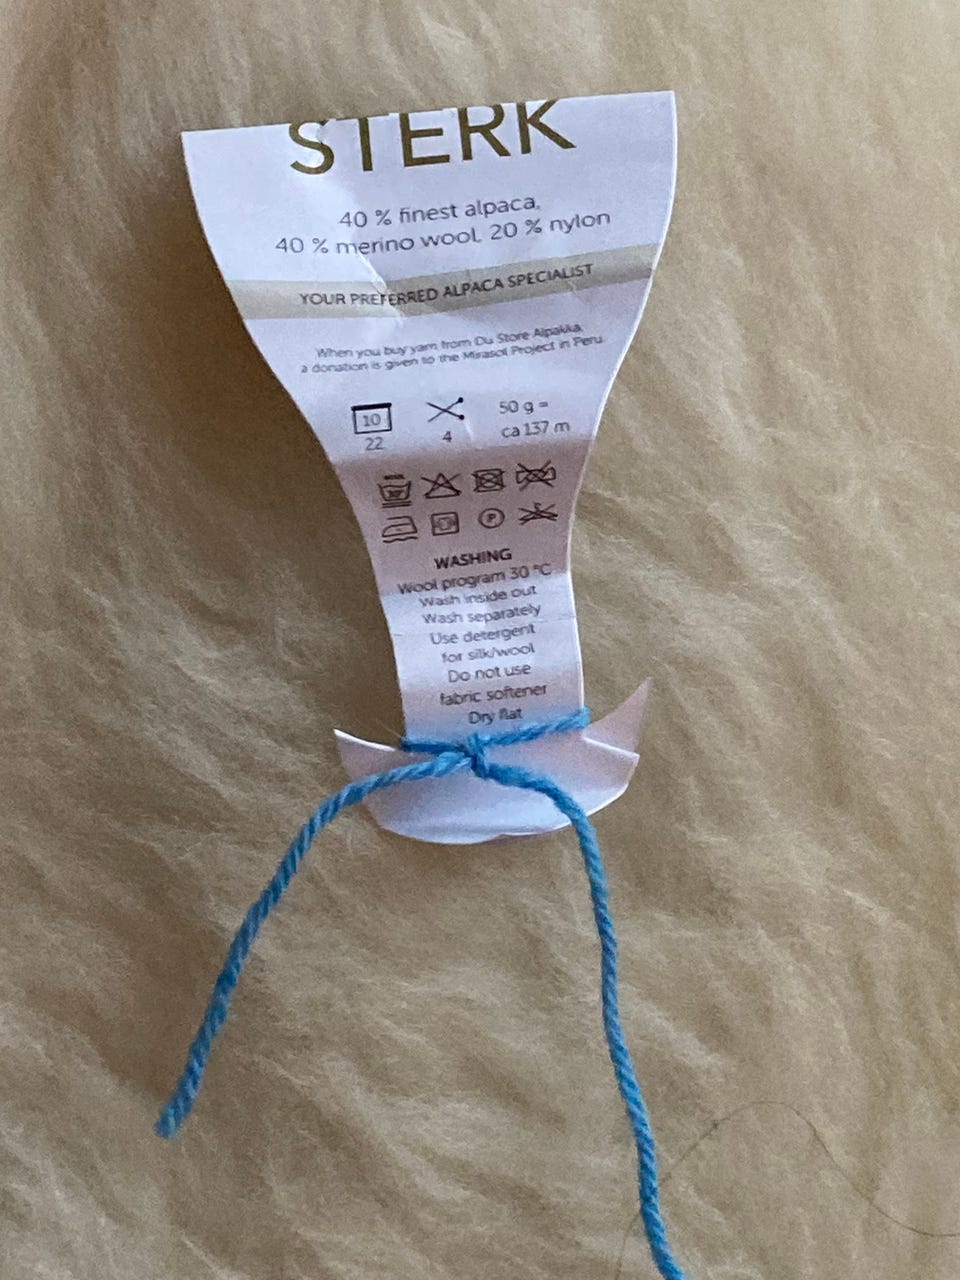 STERK
40 % finest alpaca,
40 % merino wool, 20 % nylon
YOUR PREFERRED ALPACA SPECIALIST
When you buy yarn from Du Store Alpakka,
a donation is given to the Mirasol Project in Peru.
10
22
4
50 g =
ca 137 m
30°
P
WASHING
Wool program 30 °C
Wash inside out
Wash separately
Use detergent
for silk/wool
Do not use
fabric softener
Dry flat